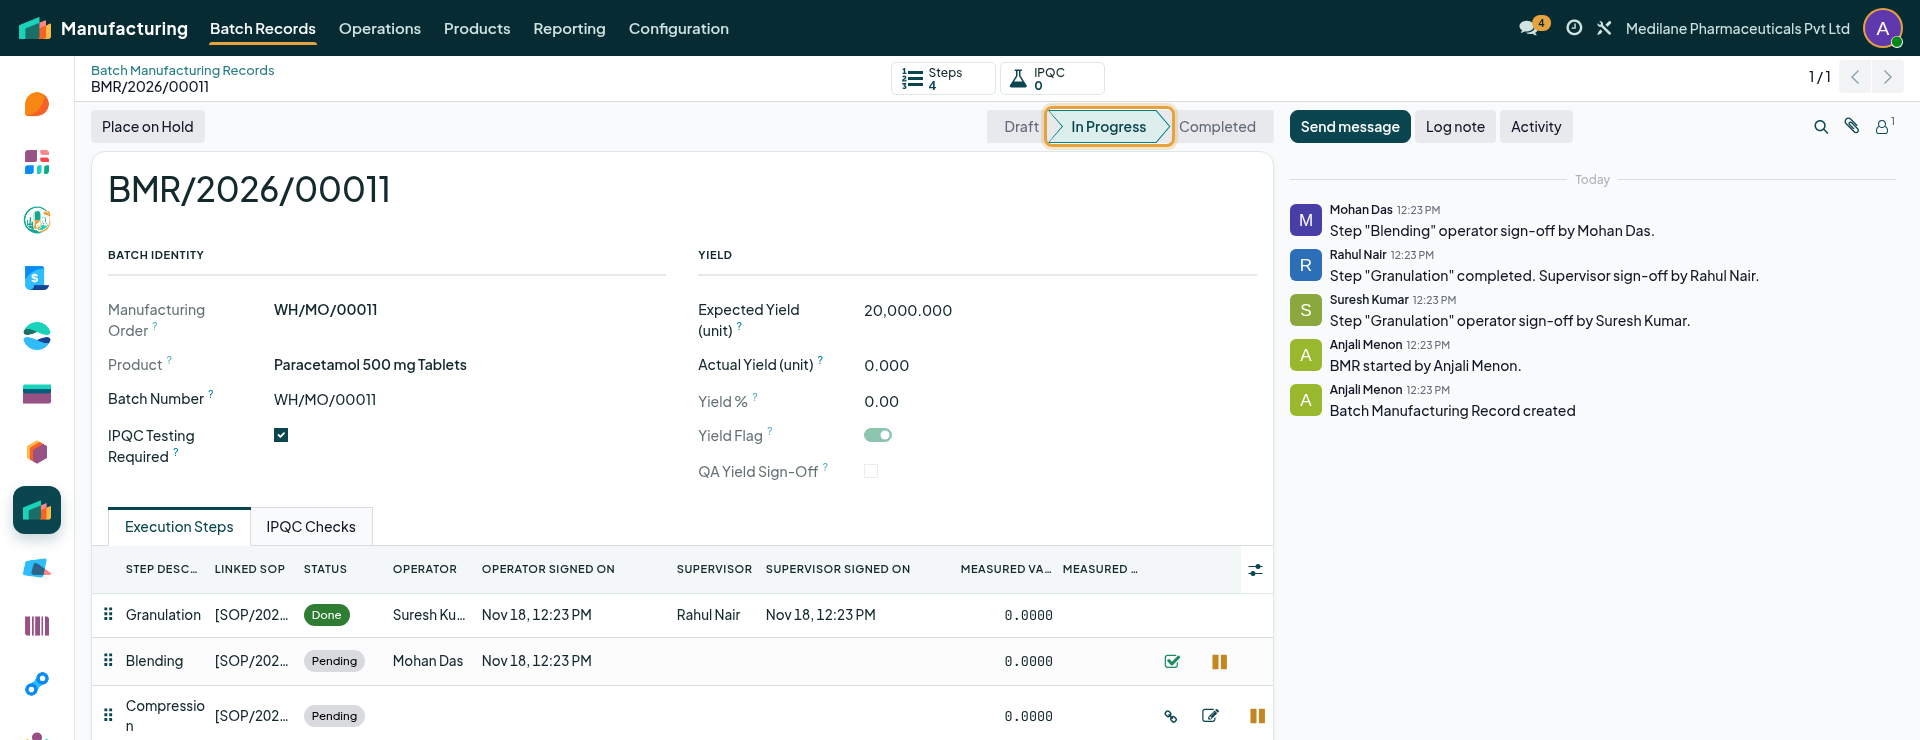 Manufacturing Batch Records Operations Products Reporting Configuration 4 Medilane Pharmaceuticals Pvt Ltd A
Batch Manufacturing Records
BMR/2026/00011
Steps
4
IPQC
0
1 / 1
Place on Hold
Draft In Progress Completed
Send message Log note Activity 1
BMR/2026/00011
BATCH IDENTITY
Manufacturing Order ? WH/MO/00011
Product ? Paracetamol 500 mg Tablets
Batch Number ? WH/MO/00011
IPQC Testing Required ?
YIELD
Expected Yield (unit) ? 20,000.000
Actual Yield (unit) ? 0.000
Yield % ? 0.00
Yield Flag ?
QA Yield Sign-Off ?
Execution Steps IPQC Checks
STEP DESC... LINKED SOP STATUS OPERATOR OPERATOR SIGNED ON SUPERVISOR SUPERVISOR SIGNED ON MEASURED VA... MEASURED ...
Granulation [SOP/202... Done Suresh Ku... Nov 18, 12:23 PM Rahul Nair Nov 18, 12:23 PM 0.0000
Blending [SOP/202... Pending Mohan Das Nov 18, 12:23 PM 0.0000
Compression [SOP/202... Pending 0.0000
Today
M Mohan Das 12:23 PM
Step "Blending" operator sign-off by Mohan Das.
R Rahul Nair 12:23 PM
Step "Granulation" completed. Supervisor sign-off by Rahul Nair.
S Suresh Kumar 12:23 PM
Step "Granulation" operator sign-off by Suresh Kumar.
A Anjali Menon 12:23 PM
BMR started by Anjali Menon.
A Anjali Menon 12:23 PM
Batch Manufacturing Record created